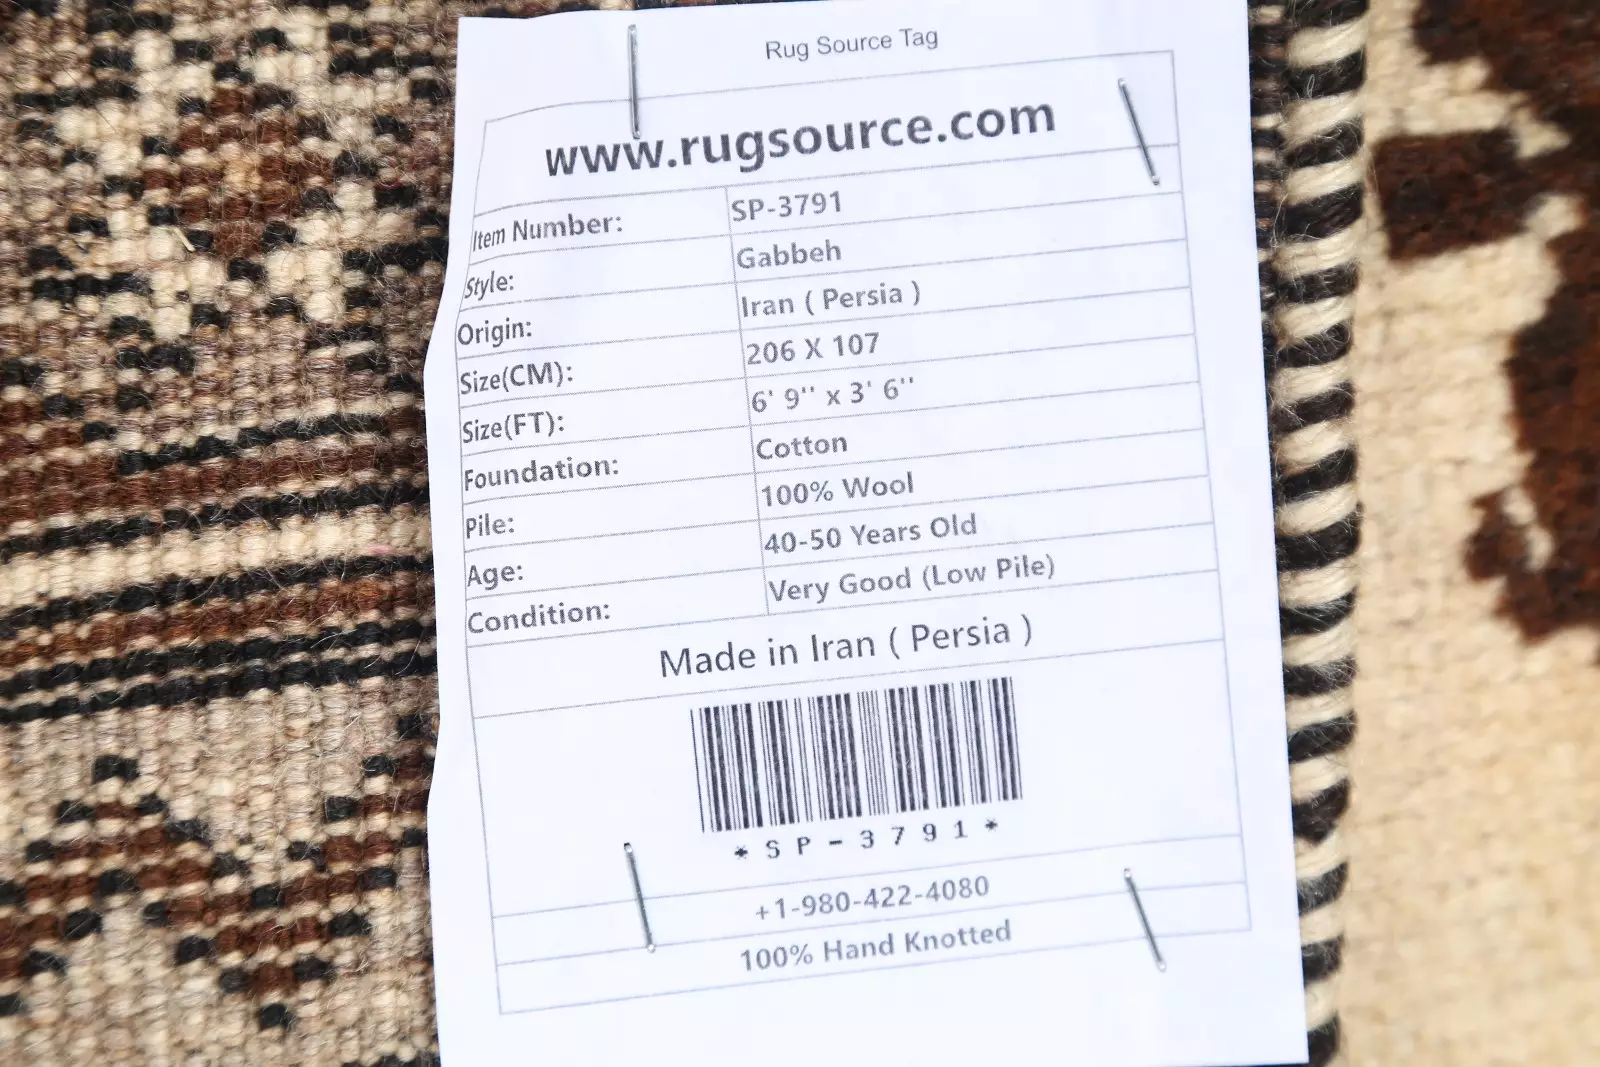 Rug Source Tag
www.rugsource.com
Item Number: SP-3791
Style: Gabbeh
Origin: Iran ( Persia )
Size(CM): 206 X 107
Size(FT): 6' 9'' x 3' 6''
Foundation: Cotton
Pile: 100% Wool
Age: 40-50 Years Old
Condition: Very Good (Low Pile)
Made in Iran ( Persia )
*SP-3791*
+1-980-422-4080
100% Hand Knotted